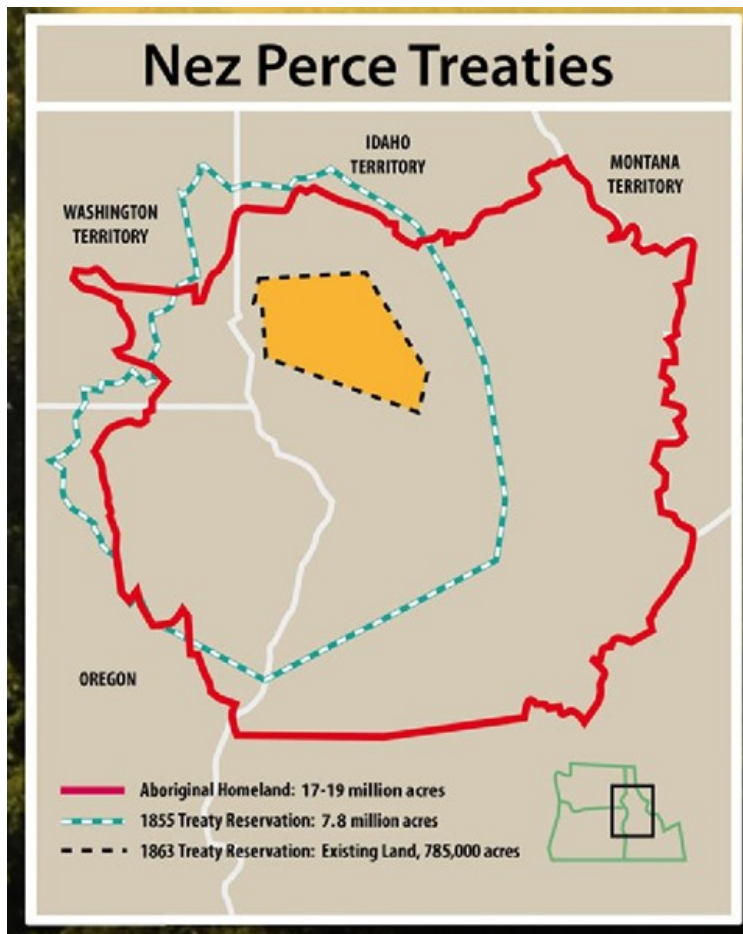 Nez Perce Treaties
IDAHO
TERRITORY
MONTANA
TERRITORY
WASHINGTON
TERRITORY
OREGON
Aboriginal Homeland: 17-19 million acres
1855 Treaty Reservation: 7.8 million acres
1863 Treaty Reservation: Existing Land, 785,000 acres